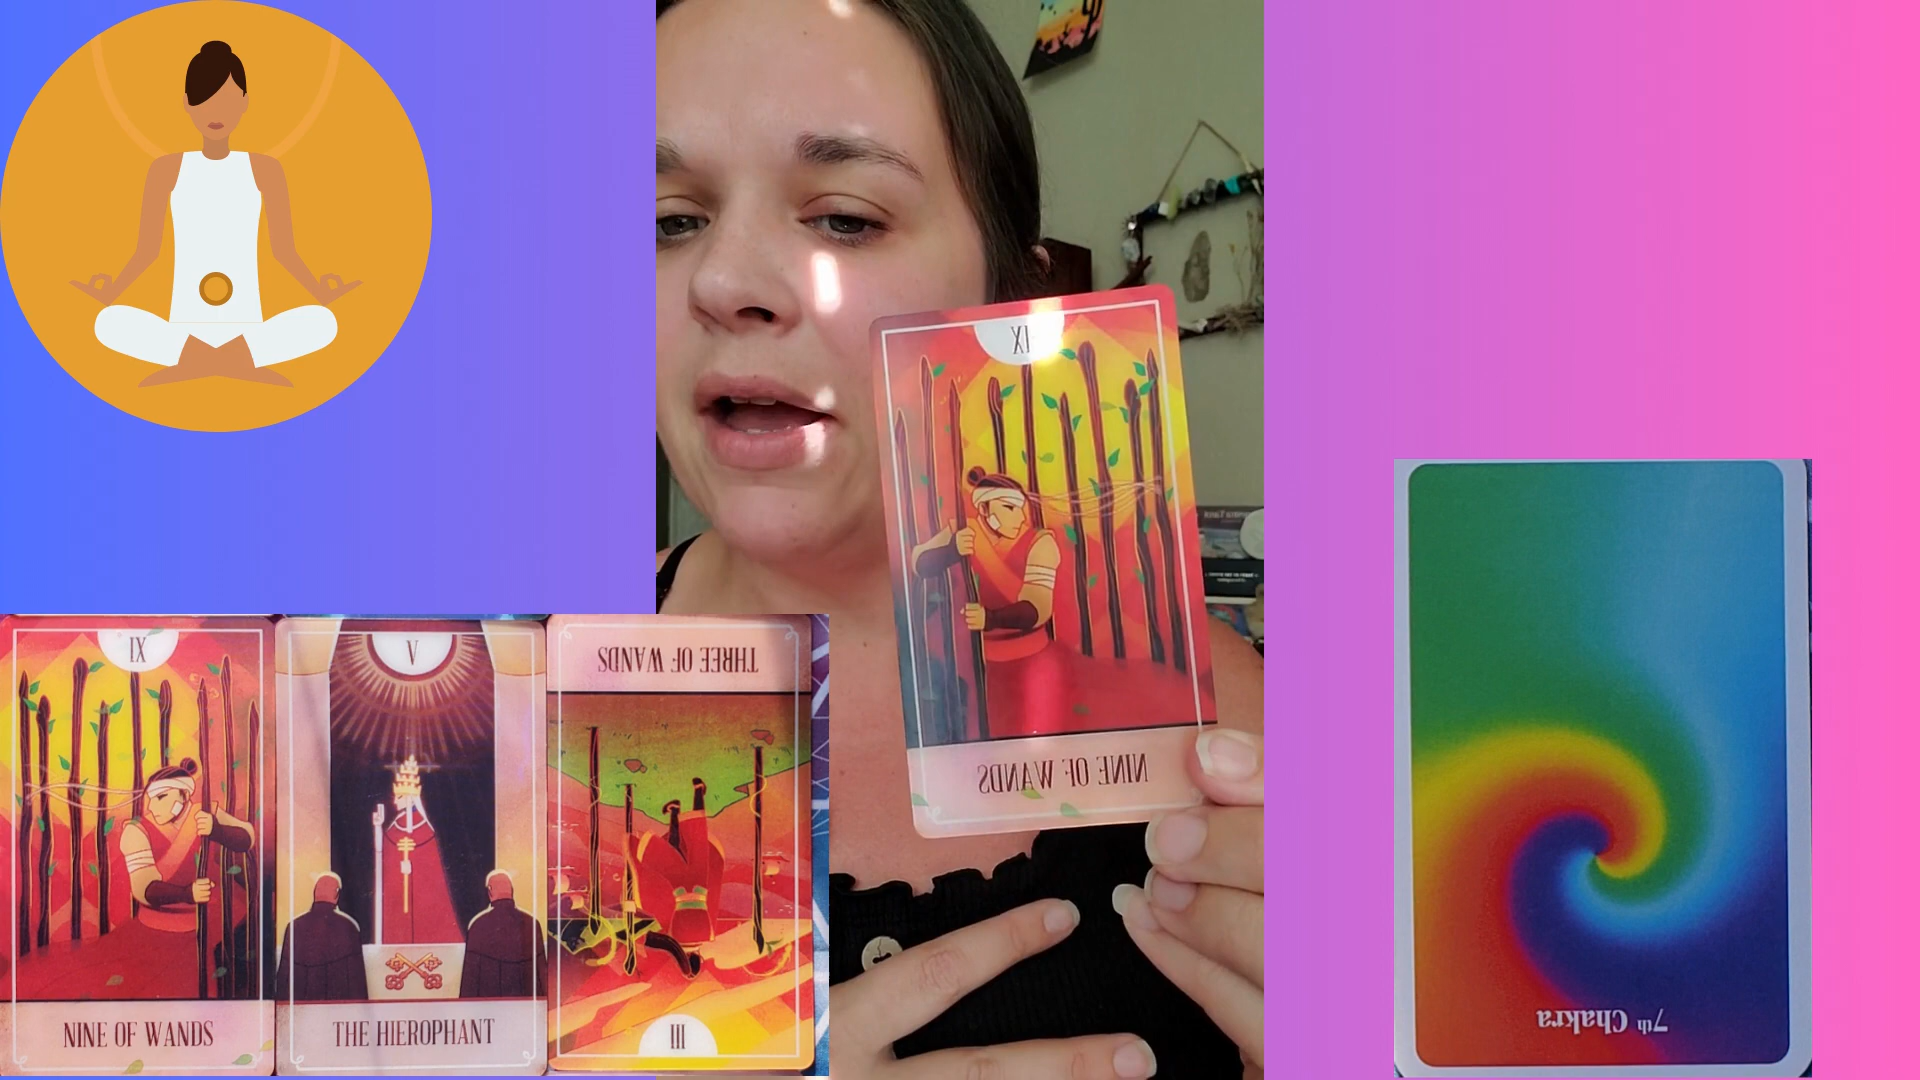 IX
NINE OF WANDS
IX
NINE OF WANDS
V
THE HIEROPHANT
THREE OF WANDS
III
7th Chakra